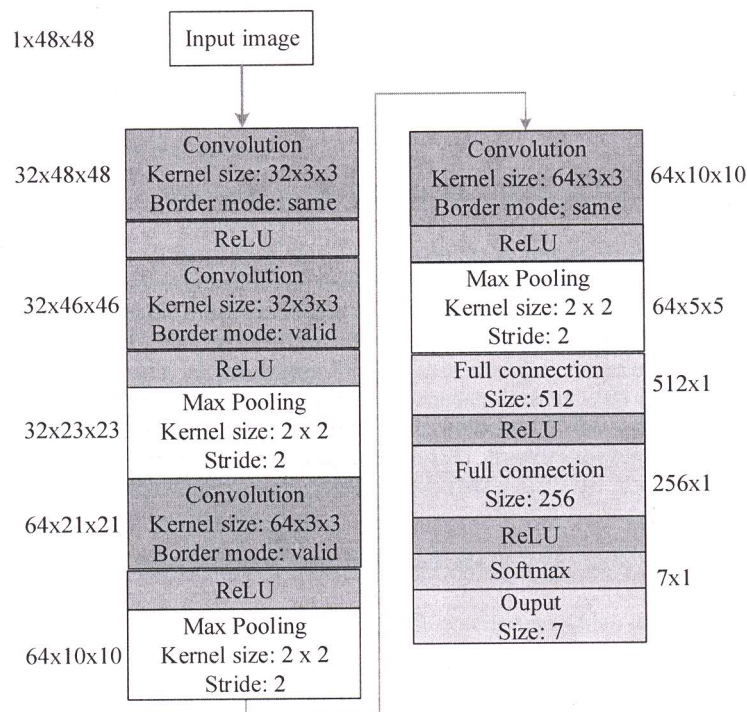 1x48x48
Input image
32x48x48
Convolution
Kernel size: 32x3x3
Border mode: same
ReLU
32x46x46
Convolution
Kernel size: 32x3x3
Border mode: valid
ReLU
32x23x23
Max Pooling
Kernel size: 2 x 2
Stride: 2
64x21x21
Convolution
Kernel size: 64x3x3
Border mode: valid
ReLU
64x10x10
Max Pooling
Kernel size: 2 x 2
Stride: 2
Convolution
Kernel size: 64x3x3
Border mode; same
64x10x10
ReLU
Max Pooling
Kernel size: 2 x 2
Stride: 2
64x5x5
Full connection
Size: 512
512x1
ReLU
Full connection
Size: 256
256x1
ReLU
Softmax
7x1
Ouput
Size: 7